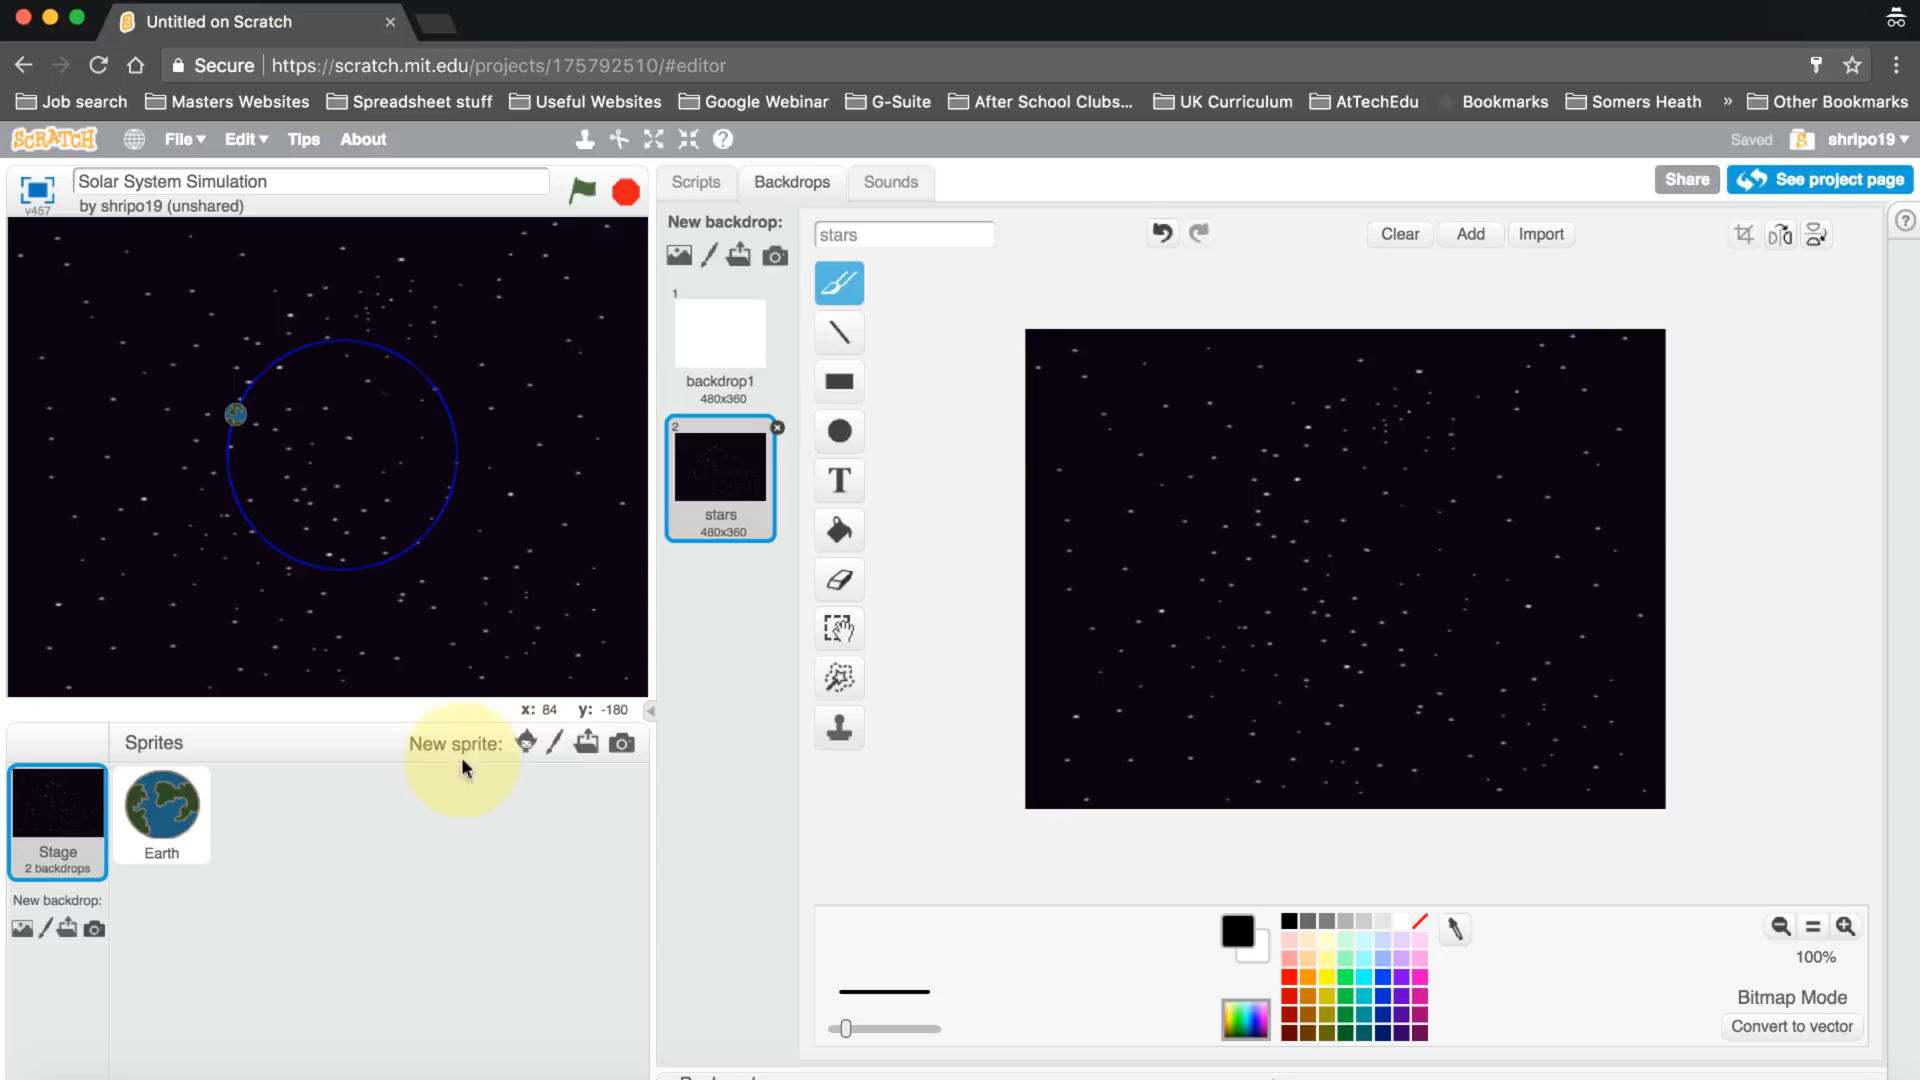 Untitled on Scratch
Secure https://scratch.mit.edu/projects/175792510/#editor
Job search Masters Websites Spreadsheet stuff Useful Websites Google Webinar G-Suite After School Clubs... UK Curriculum AtTechEdu Bookmarks Somers Heath » Other Bookmarks
SCRATCH File Edit Tips About Saved shripo19
Solar System Simulation
v457
by shripo19 (unshared)
Scripts Backdrops Sounds Share See project page
New backdrop:
stars
Clear Add Import
1
backdrop1
480x360
2
stars
480x360
T
x: 84 y: -180
Sprites New sprite:
Stage
2 backdrops
Earth
New backdrop:
100%
Bitmap Mode
Convert to vector